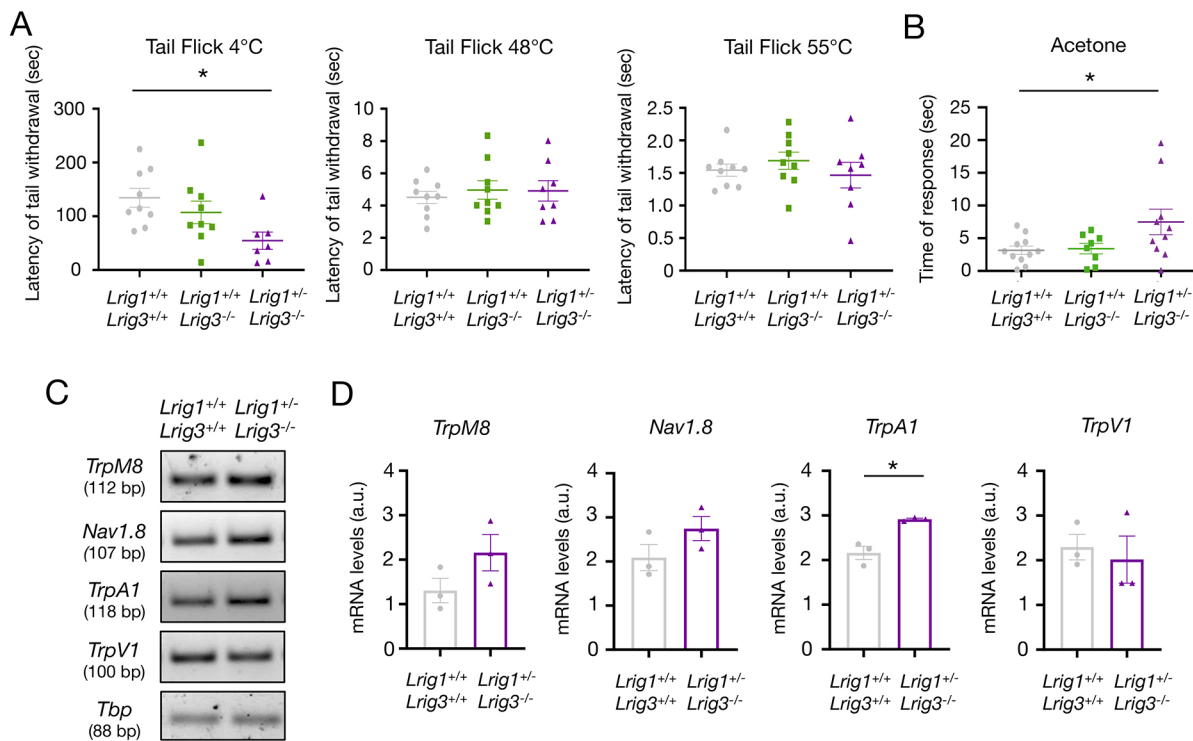 A
Tail Flick 4°C
Latency of tail withdrawal (sec)
*
300
200
100
0
Lrig1+/+ Lrig1+/+ Lrig1+/-
Lrig3+/+ Lrig3-/- Lrig3-/-
Tail Flick 48°C
Latency of tail withdrawal (sec)
10
8
6
4
2
0
Lrig1+/+ Lrig1+/+ Lrig1+/-
Lrig3+/+ Lrig3-/- Lrig3-/-
Tail Flick 55°C
Latency of tail withdrawal (sec)
2.5
2.0
1.5
1.0
0.5
0
Lrig1+/+ Lrig1+/+ Lrig1+/-
Lrig3+/+ Lrig3-/- Lrig3-/-
B
Acetone
Time of response (sec)
*
25
20
15
10
5
0
Lrig1+/+ Lrig1+/+ Lrig1+/-
Lrig3+/+ Lrig3-/- Lrig3-/-
C
Lrig1+/+ Lrig1+/-
Lrig3+/+ Lrig3-/-
TrpM8
(112 bp)
Nav1.8
(107 bp)
TrpA1
(118 bp)
TrpV1
(100 bp)
Tbp
(88 bp)
D
TrpM8
mRNA levels (a.u.)
4
3
2
1
0
Lrig1+/+ Lrig1+/-
Lrig3+/+ Lrig3-/-
Nav1.8
mRNA levels (a.u.)
4
3
2
1
0
Lrig1+/+ Lrig1+/-
Lrig3+/+ Lrig3-/-
TrpA1
mRNA levels (a.u.)
*
4
3
2
1
0
Lrig1+/+ Lrig1+/-
Lrig3+/+ Lrig3-/-
TrpV1
mRNA levels (a.u.)
4
3
2
1
0
Lrig1+/+ Lrig1+/-
Lrig3+/+ Lrig3-/-